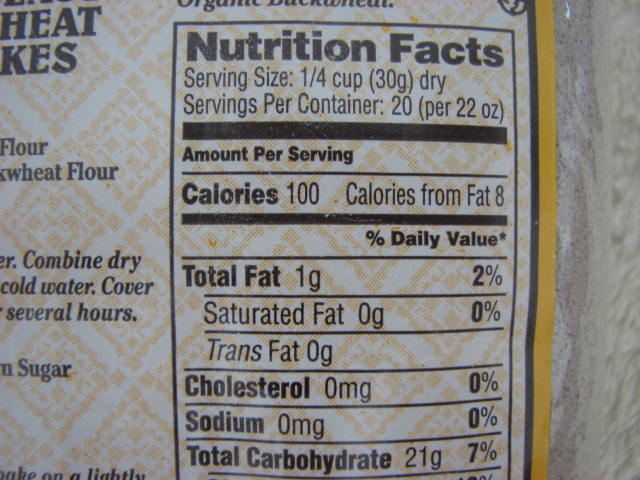 Organic Buckwheat.
HEAT
KES
Flour
kwheat Flour
er. Combine dry
cold water. Cover
several hours.
n Sugar
bake on a lightly
Nutrition Facts
Serving Size: 1/4 cup (30g) dry
Servings Per Container: 20 (per 22 oz)
Amount Per Serving
Calories 100 Calories from Fat 8
% Daily Value*
Total Fat 1g 2%
Saturated Fat 0g 0%
Trans Fat 0g
Cholesterol 0mg 0%
Sodium 0mg 0%
Total Carbohydrate 21g 7%